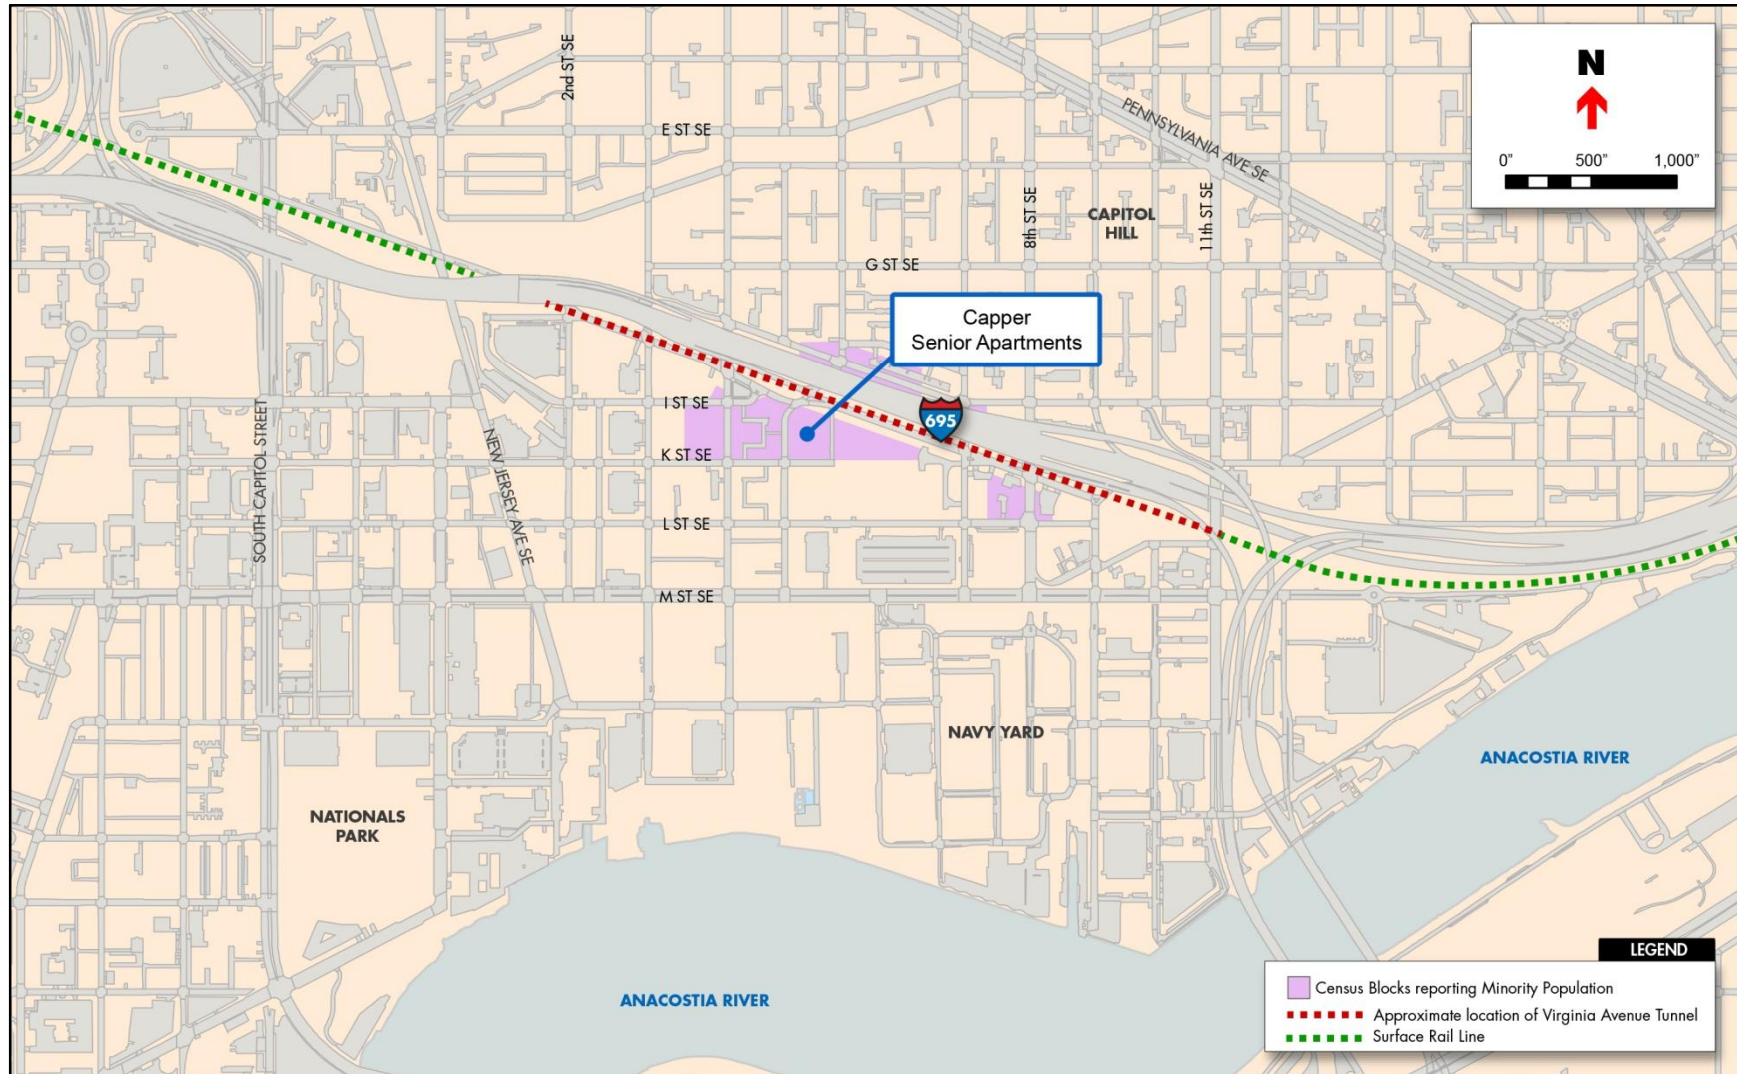 N
0" 500" 1,000"
2nd ST SE
E ST SE
PENNSYLVANIA AVE SE
8th ST SE
CAPITOL
HILL
11th ST SE
G ST SE
Capper
Senior Apartments
I ST SE
695
K ST SE
SOUTH CAPITOL STREET
NEW JERSEY AVE SE
L ST SE
M ST SE
NAVY YARD
ANACOSTIA RIVER
NATIONALS
PARK
ANACOSTIA RIVER
LEGEND
Census Blocks reporting Minority Population
Approximate location of Virginia Avenue Tunnel
Surface Rail Line